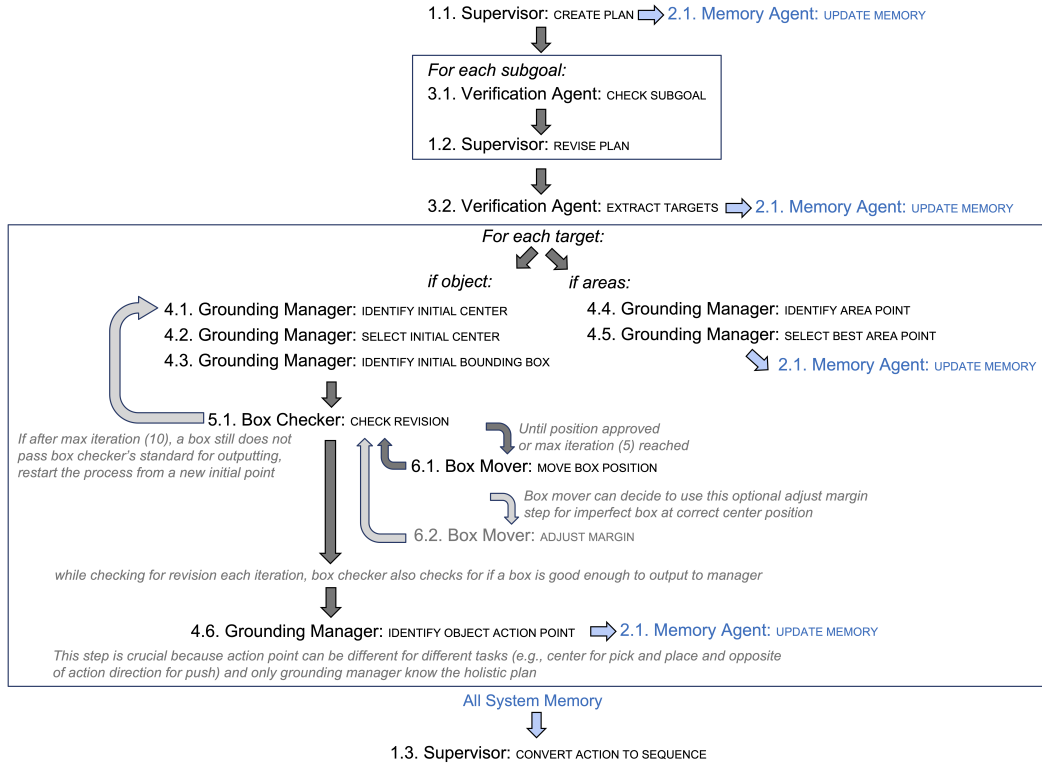 1.1. Supervisor: CREATE PLAN 2.1. Memory Agent: UPDATE MEMORY
For each subgoal:
3.1. Verification Agent: CHECK SUBGOAL
1.2. Supervisor: REVISE PLAN
3.2. Verification Agent: EXTRACT TARGETS 2.1. Memory Agent: UPDATE MEMORY
For each target:
if object:
4.1. Grounding Manager: IDENTIFY INITIAL CENTER
4.2. Grounding Manager: SELECT INITIAL CENTER
4.3. Grounding Manager: IDENTIFY INITIAL BOUNDING BOX
if areas:
4.4. Grounding Manager: IDENTIFY AREA POINT
4.5. Grounding Manager: SELECT BEST AREA POINT
2.1. Memory Agent: UPDATE MEMORY
5.1. Box Checker: CHECK REVISION
If after max iteration (10), a box still does not
pass box checker's standard for outputting,
restart the process from a new initial point
Until position approved
or max iteration (5) reached
6.1. Box Mover: MOVE BOX POSITION
Box mover can decide to use this optional adjust margin
step for imperfect box at correct center position
6.2. Box Mover: ADJUST MARGIN
while checking for revision each iteration, box checker also checks for if a box is good enough to output to manager
4.6. Grounding Manager: IDENTIFY OBJECT ACTION POINT 2.1. Memory Agent: UPDATE MEMORY
This step is crucial because action point can be different for different tasks (e.g., center for pick and place and opposite
of action direction for push) and only grounding manager know the holistic plan
All System Memory
1.3. Supervisor: CONVERT ACTION TO SEQUENCE